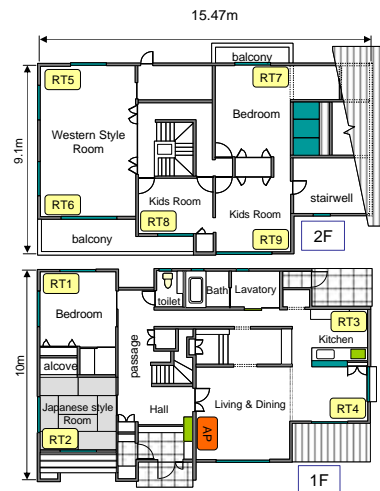 15.47m
balcony
RT5
RT7
Bedroom
9.1m
Western Style
Room
Kids Room
RT6
RT8
Kids Room
stairwell
balcony
RT9
2F
RT1
toilet
Bath
Lavatory
Bedroom
RT3
Kitchen
10m
passage
alcove
Japanese style
Room
Hall
Living & Dining
RT4
RT2
AP
1F